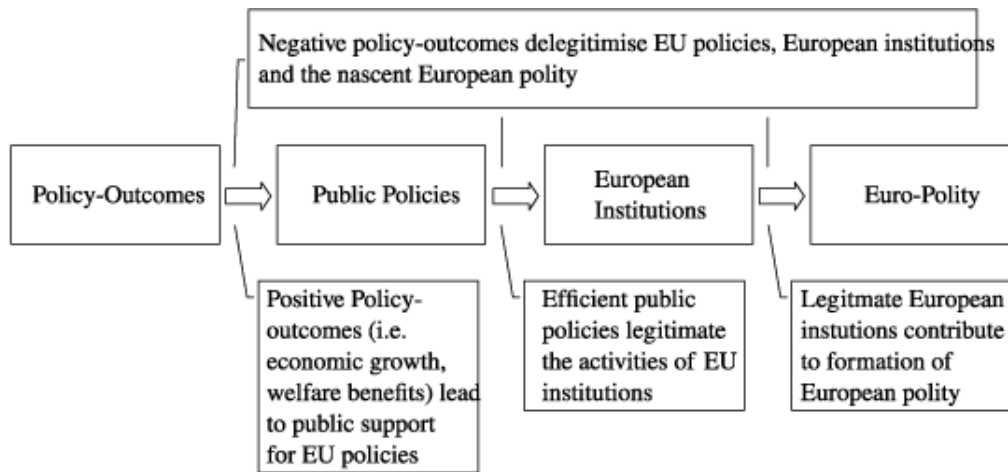 Negative policy-outcomes delegitimise EU policies, European institutions
and the nascent European polity
Policy-Outcomes
Public Policies
European
Institutions
Euro-Polity
Positive Policy-
outcomes (i.e.
economic growth,
welfare benefits) lead
to public support
for EU policies
Efficient public
policies legitimate
the activities of EU
institutions
Legitmate European
instutions contribute
to formation of
European polity